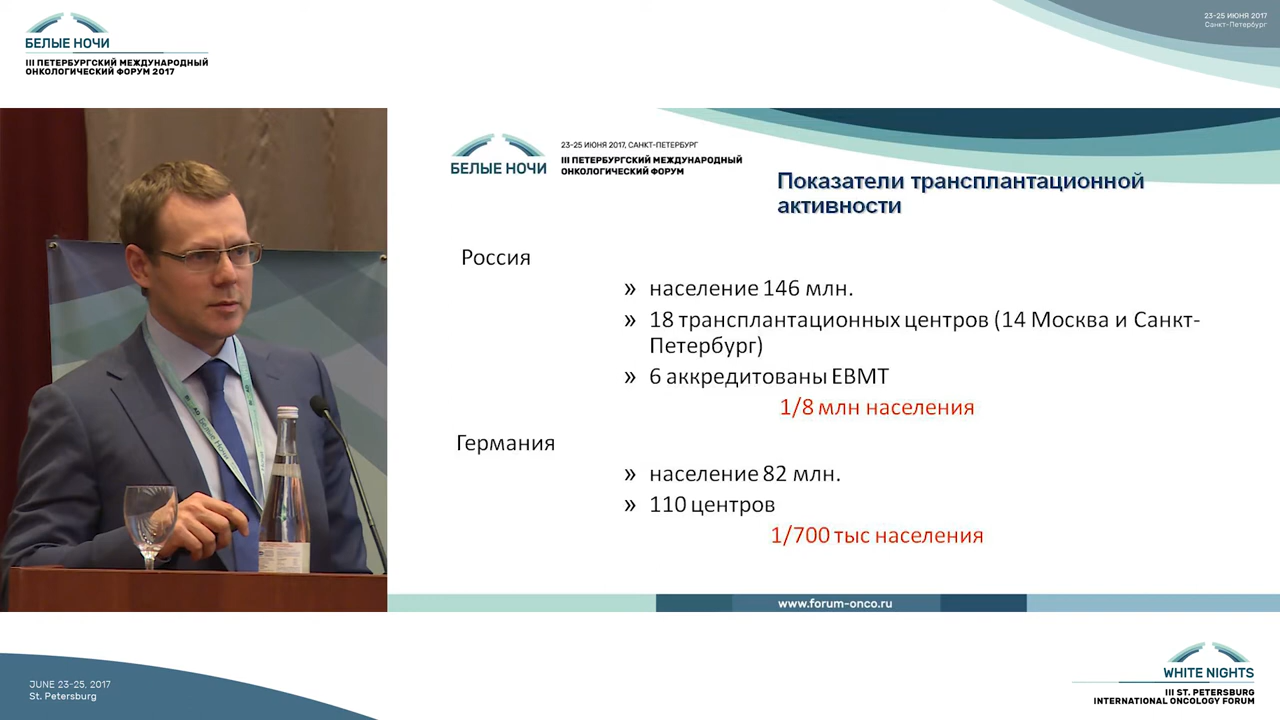 БЕЛЫЕ НОЧИ
III ПЕТЕРБУРГСКИЙ МЕЖДУНАРОДНЫЙ
ОНКОЛОГИЧЕСКИЙ ФОРУМ 2017
23-25 ИЮНЯ 2017
Санкт-Петербург
БЕЛЫЕ НОЧИ
23-25 ИЮНЯ 2017, САНКТ-ПЕТЕРБУРГ
III ПЕТЕРБУРГСКИЙ МЕЖДУНАРОДНЫЙ
ОНКОЛОГИЧЕСКИЙ ФОРУМ
Показатели трансплантационной
активности
Россия
» население 146 млн.
» 18 трансплантационных центров (14 Москва и Санкт-
Петербург)
» 6 аккредитованы EBMT
1/8 млн населения
Германия
» население 82 млн.
» 110 центров
1/700 тыс населения
www.forum-onco.ru
Белые Ночи
JUNE 23-25, 2017
St. Petersburg
WHITE NIGHTS
III ST. PETERSBURG
INTERNATIONAL ONCOLOGY FORUM